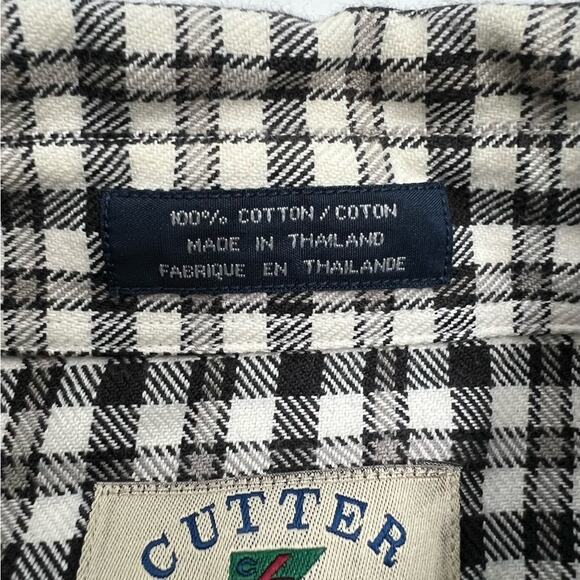 100% COTTON / COTON
MADE IN THAILAND
FABRIQUE EN THAILANDE
CUTTER
C